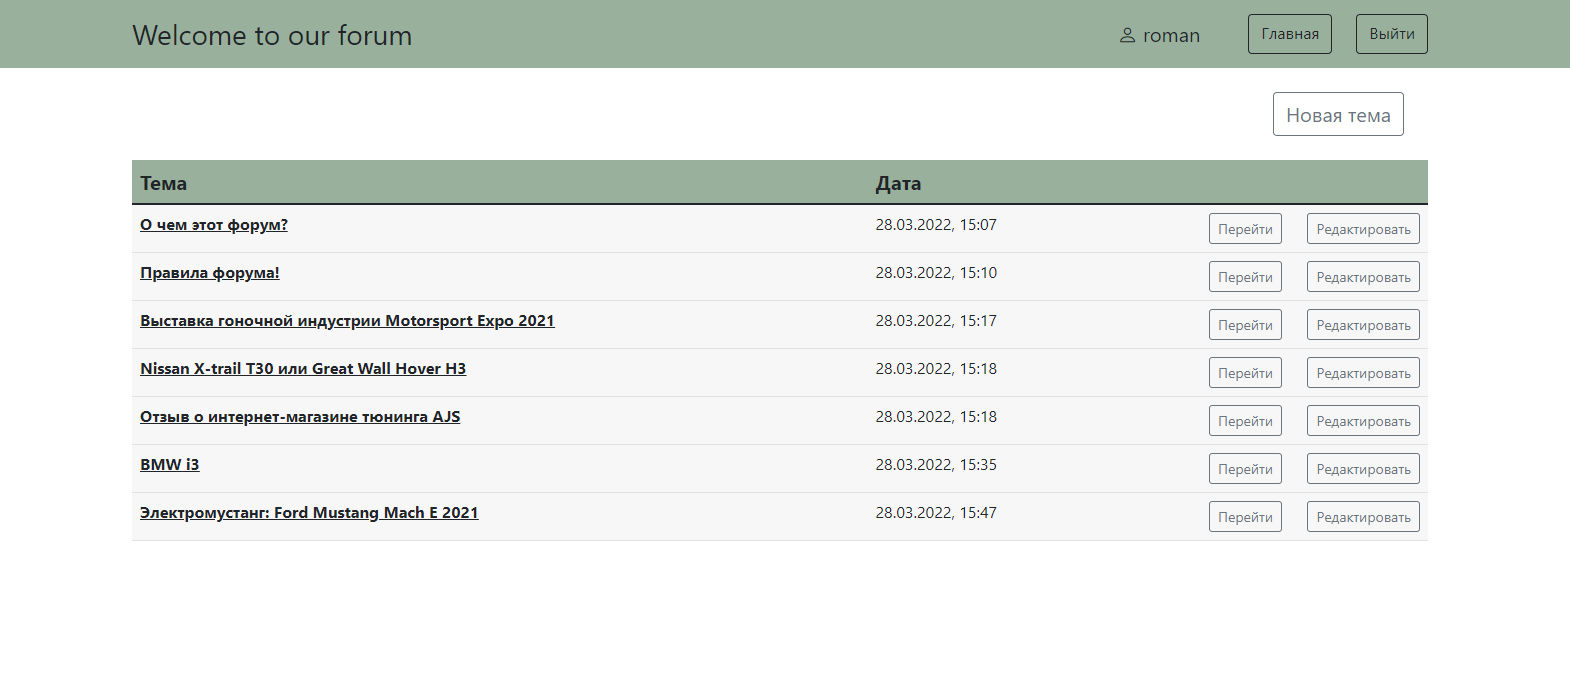 Welcome to our forum roman Главная Выйти
Новая тема
Тема Дата
О чем этот форум? 28.03.2022, 15:07 Перейти Редактировать
Правила форума! 28.03.2022, 15:10 Перейти Редактировать
Выставка гоночной индустрии Motorsport Expo 2021 28.03.2022, 15:17 Перейти Редактировать
Nissan X-trail T30 или Great Wall Hover H3 28.03.2022, 15:18 Перейти Редактировать
Отзыв о интернет-магазине тюнинга AJS 28.03.2022, 15:18 Перейти Редактировать
BMW i3 28.03.2022, 15:35 Перейти Редактировать
Электромустанг: Ford Mustang Mach E 2021 28.03.2022, 15:47 Перейти Редактировать